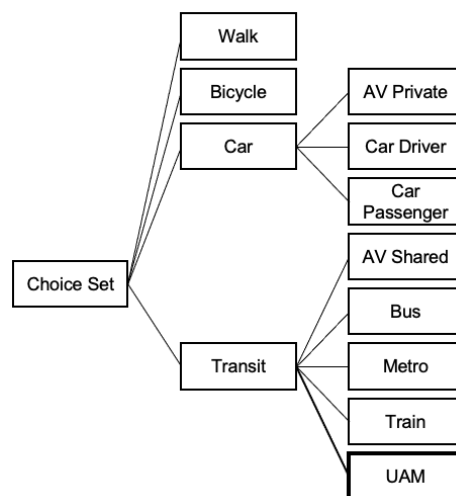 Walk
Bicycle
Car
AV Private
Car Driver
Car
Passenger
Choice Set
Transit
AV Shared
Bus
Metro
Train
UAM